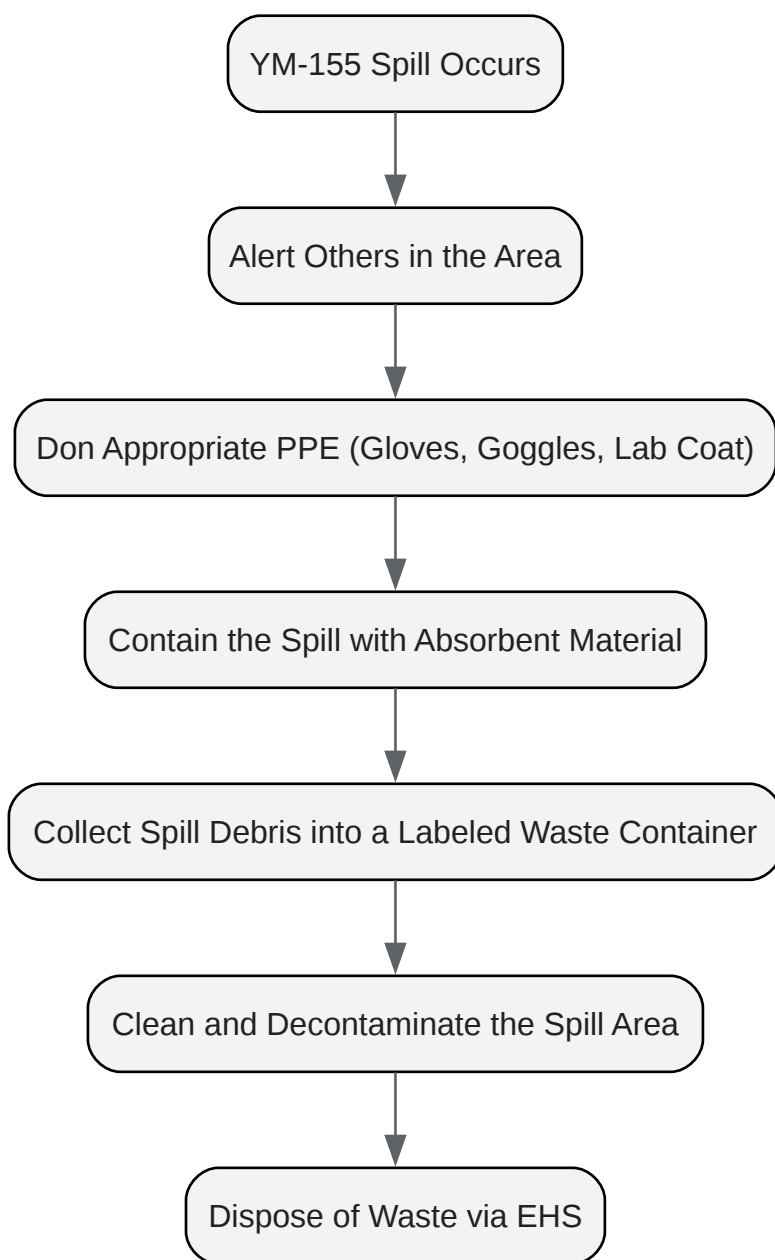 YM-155 Spill Occurs
Alert Others in the Area
Don Appropriate PPE (Gloves, Goggles, Lab Coat)
Contain the Spill with Absorbent Material
Collect Spill Debris into a Labeled Waste Container
Clean and Decontaminate the Spill Area
Dispose of Waste via EHS